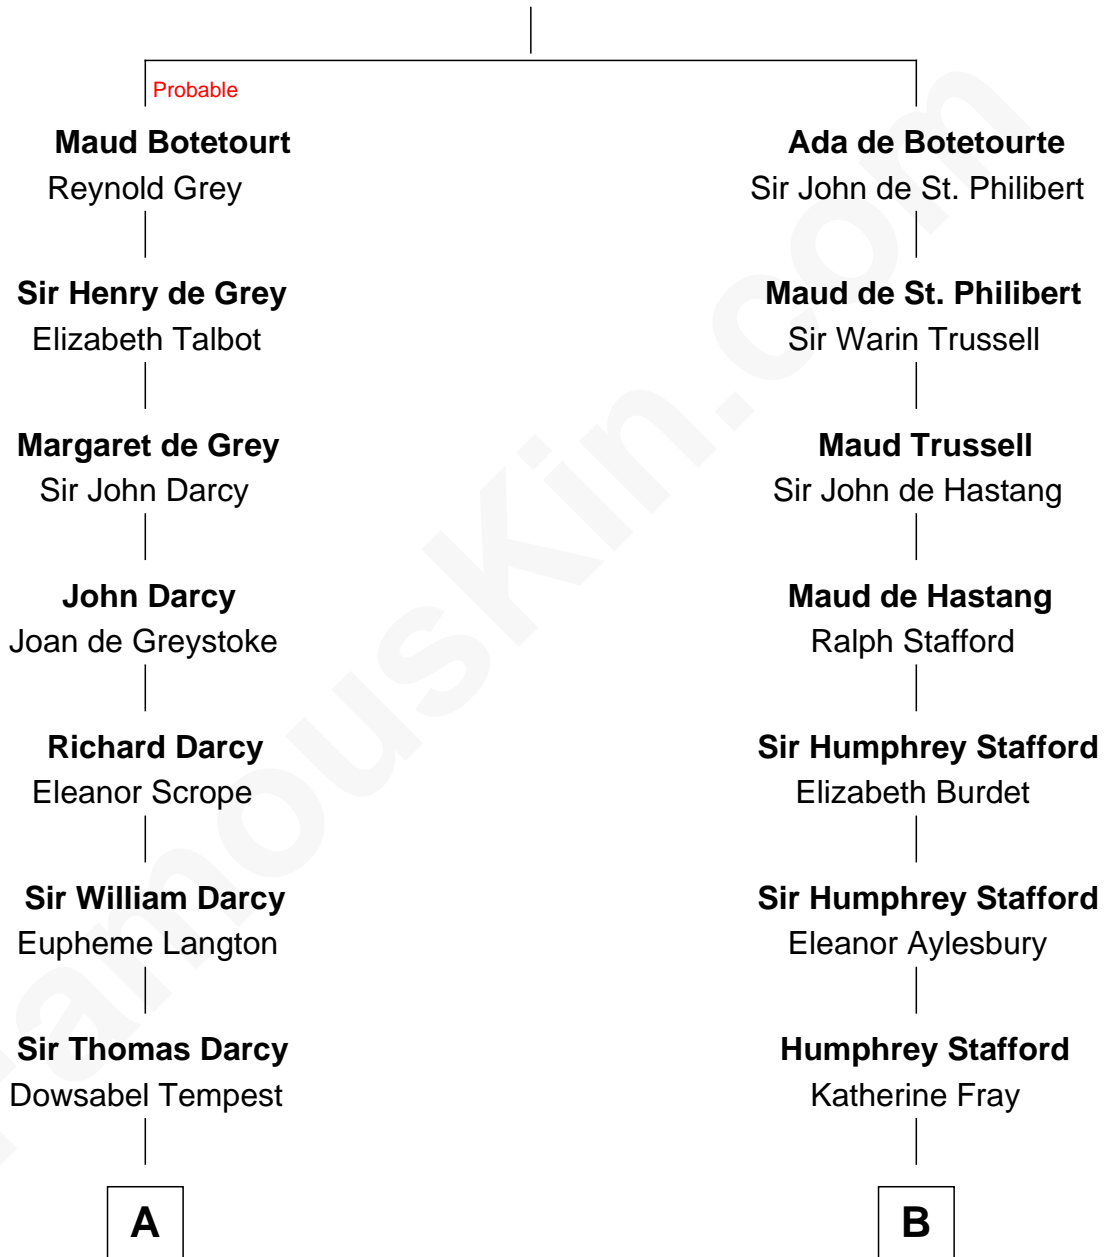 Probable
Maud Botetourt
Reynold Grey
Sir Henry de Grey
Elizabeth Talbot
Margaret de Grey
Sir John Darcy
John Darcy
Joan de Greystoke
Richard Darcy
Eleanor Scrope
Sir William Darcy
Eupheme Langton
Sir Thomas Darcy
Dowsabel Tempest
A
Ada de Botetourte
Sir John de St. Philibert
Maud de St. Philibert
Sir Warin Trussell
Maud Trussell
Sir John de Hastang
Maud de Hastang
Ralph Stafford
Sir Humphrey Stafford
Elizabeth Burdet
Sir Humphrey Stafford
Eleanor Aylesbury
Humphrey Stafford
Katherine Fray
B
FamousKin.com